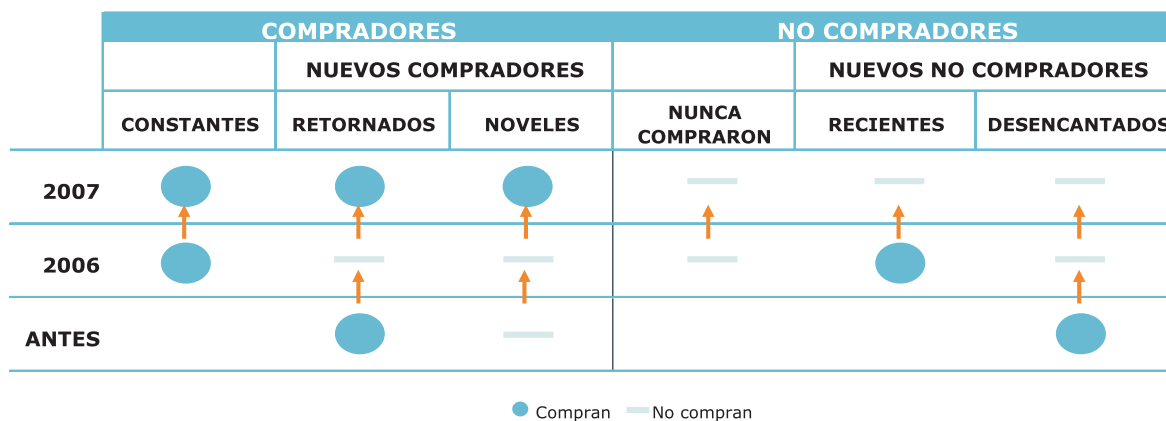 COMPRADORES NO COMPRADORES
NUEVOS COMPRADORES NUEVOS NO COMPRADORES
CONSTANTES RETORNADOS NOVELES NUNCA COMPRARON RECIENTES DESENCANTADOS
2007
2006
ANTES
Compran No compran